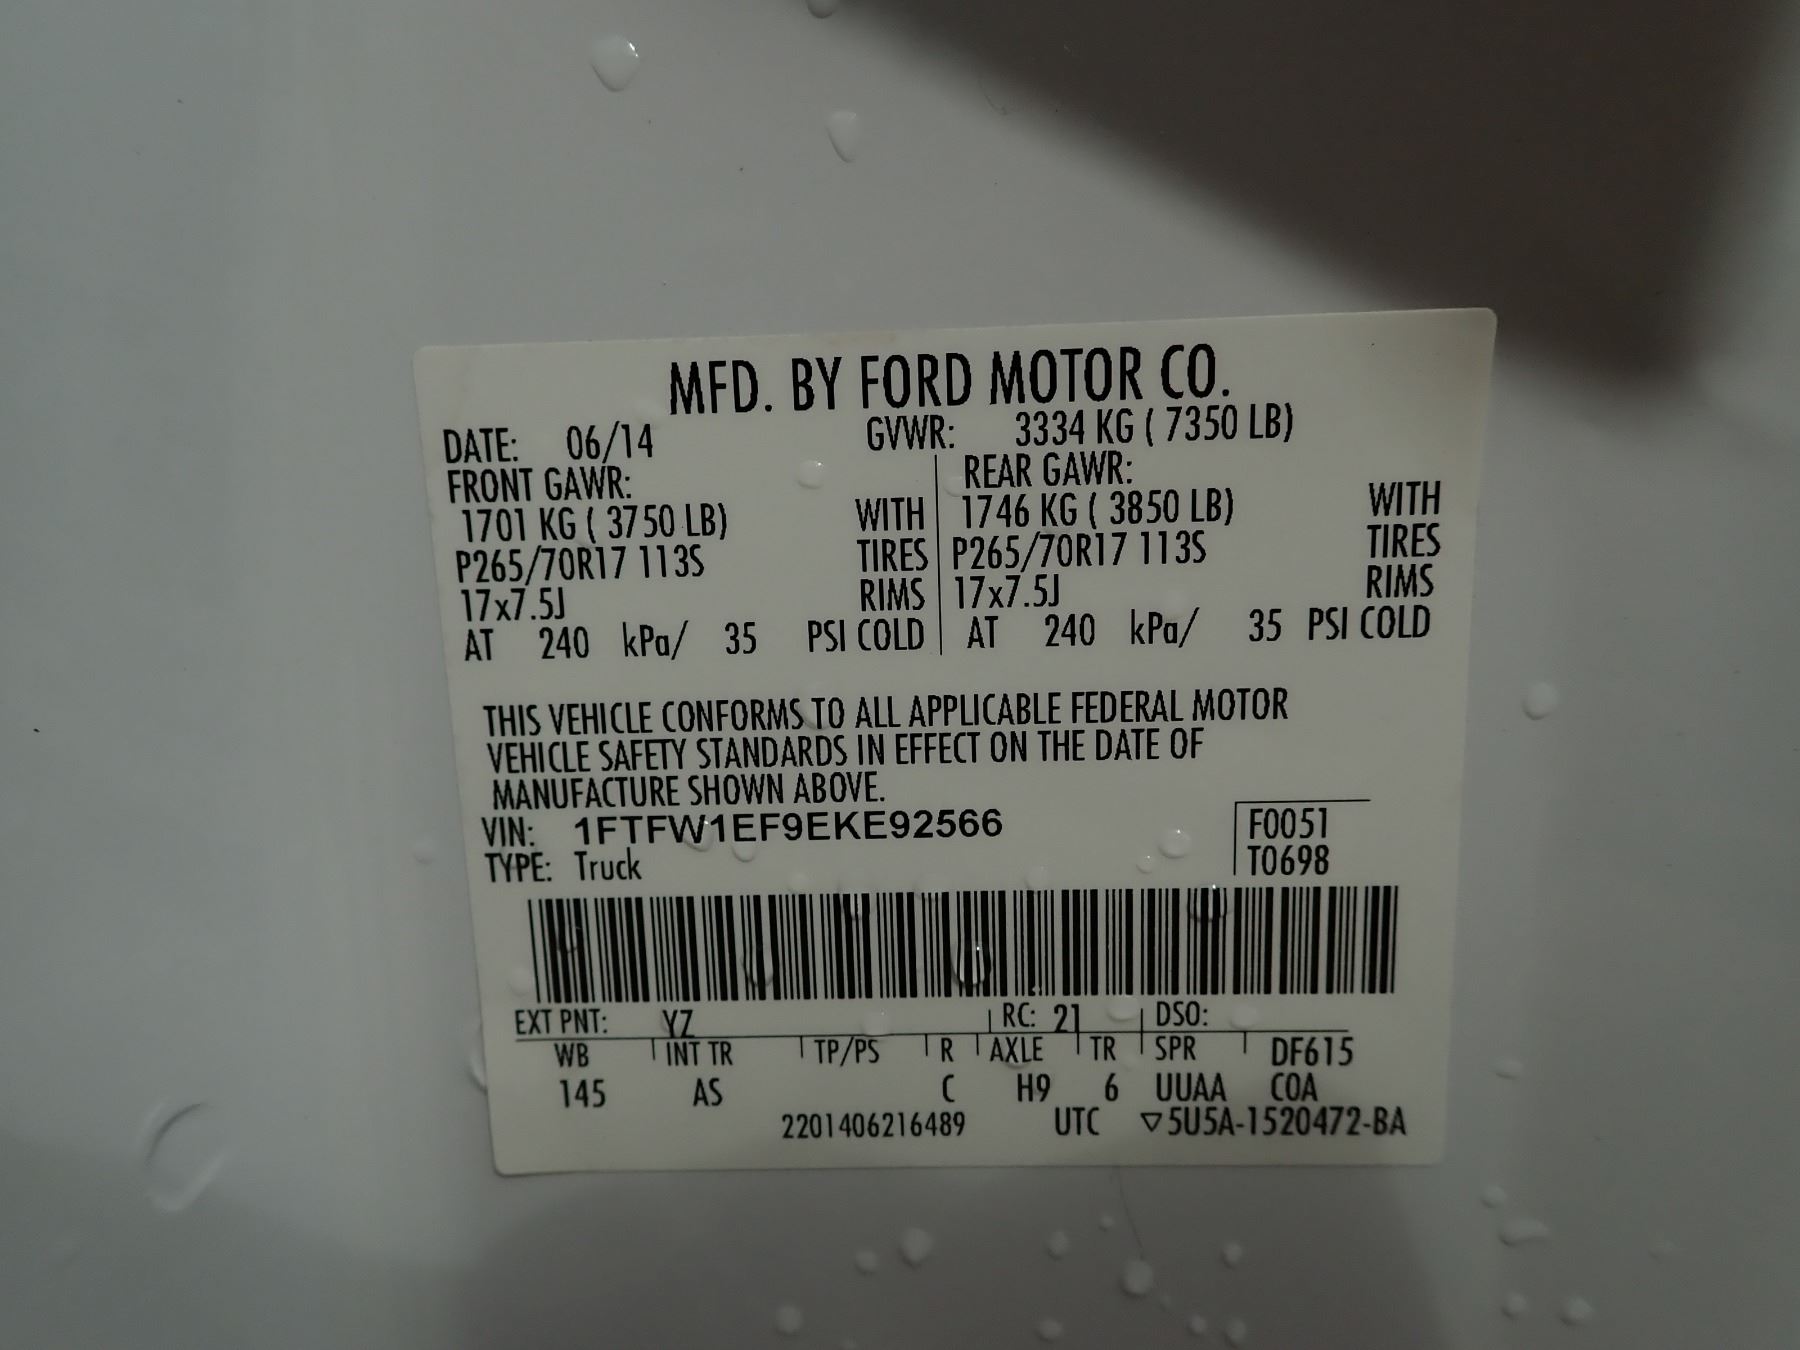 MFD. BY FORD MOTOR CO.
DATE: 06/14 GVWR: 3334 KG ( 7350 LB)
FRONT GAWR: REAR GAWR:
1701 KG ( 3750 LB) WITH 1746 KG ( 3850 LB) WITH
P265/70R17 113S TIRES P265/70R17 113S TIRES
17x7.5J RIMS 17x7.5J RIMS
AT 240 kPa/ 35 PSI COLD AT 240 kPa/ 35 PSI COLD
THIS VEHICLE CONFORMS TO ALL APPLICABLE FEDERAL MOTOR
VEHICLE SAFETY STANDARDS IN EFFECT ON THE DATE OF
MANUFACTURE SHOWN ABOVE.
VIN: 1FTFW1EF9EKE92566 F0051
TYPE: Truck T0698
EXT PNT: YZ RC: 21 DSO:
WB INT TR TP/PS R AXLE TR SPR DF615
145 AS C H9 6 UUAA COA
2201406216489 UTC ▽5U5A-1520472-BA